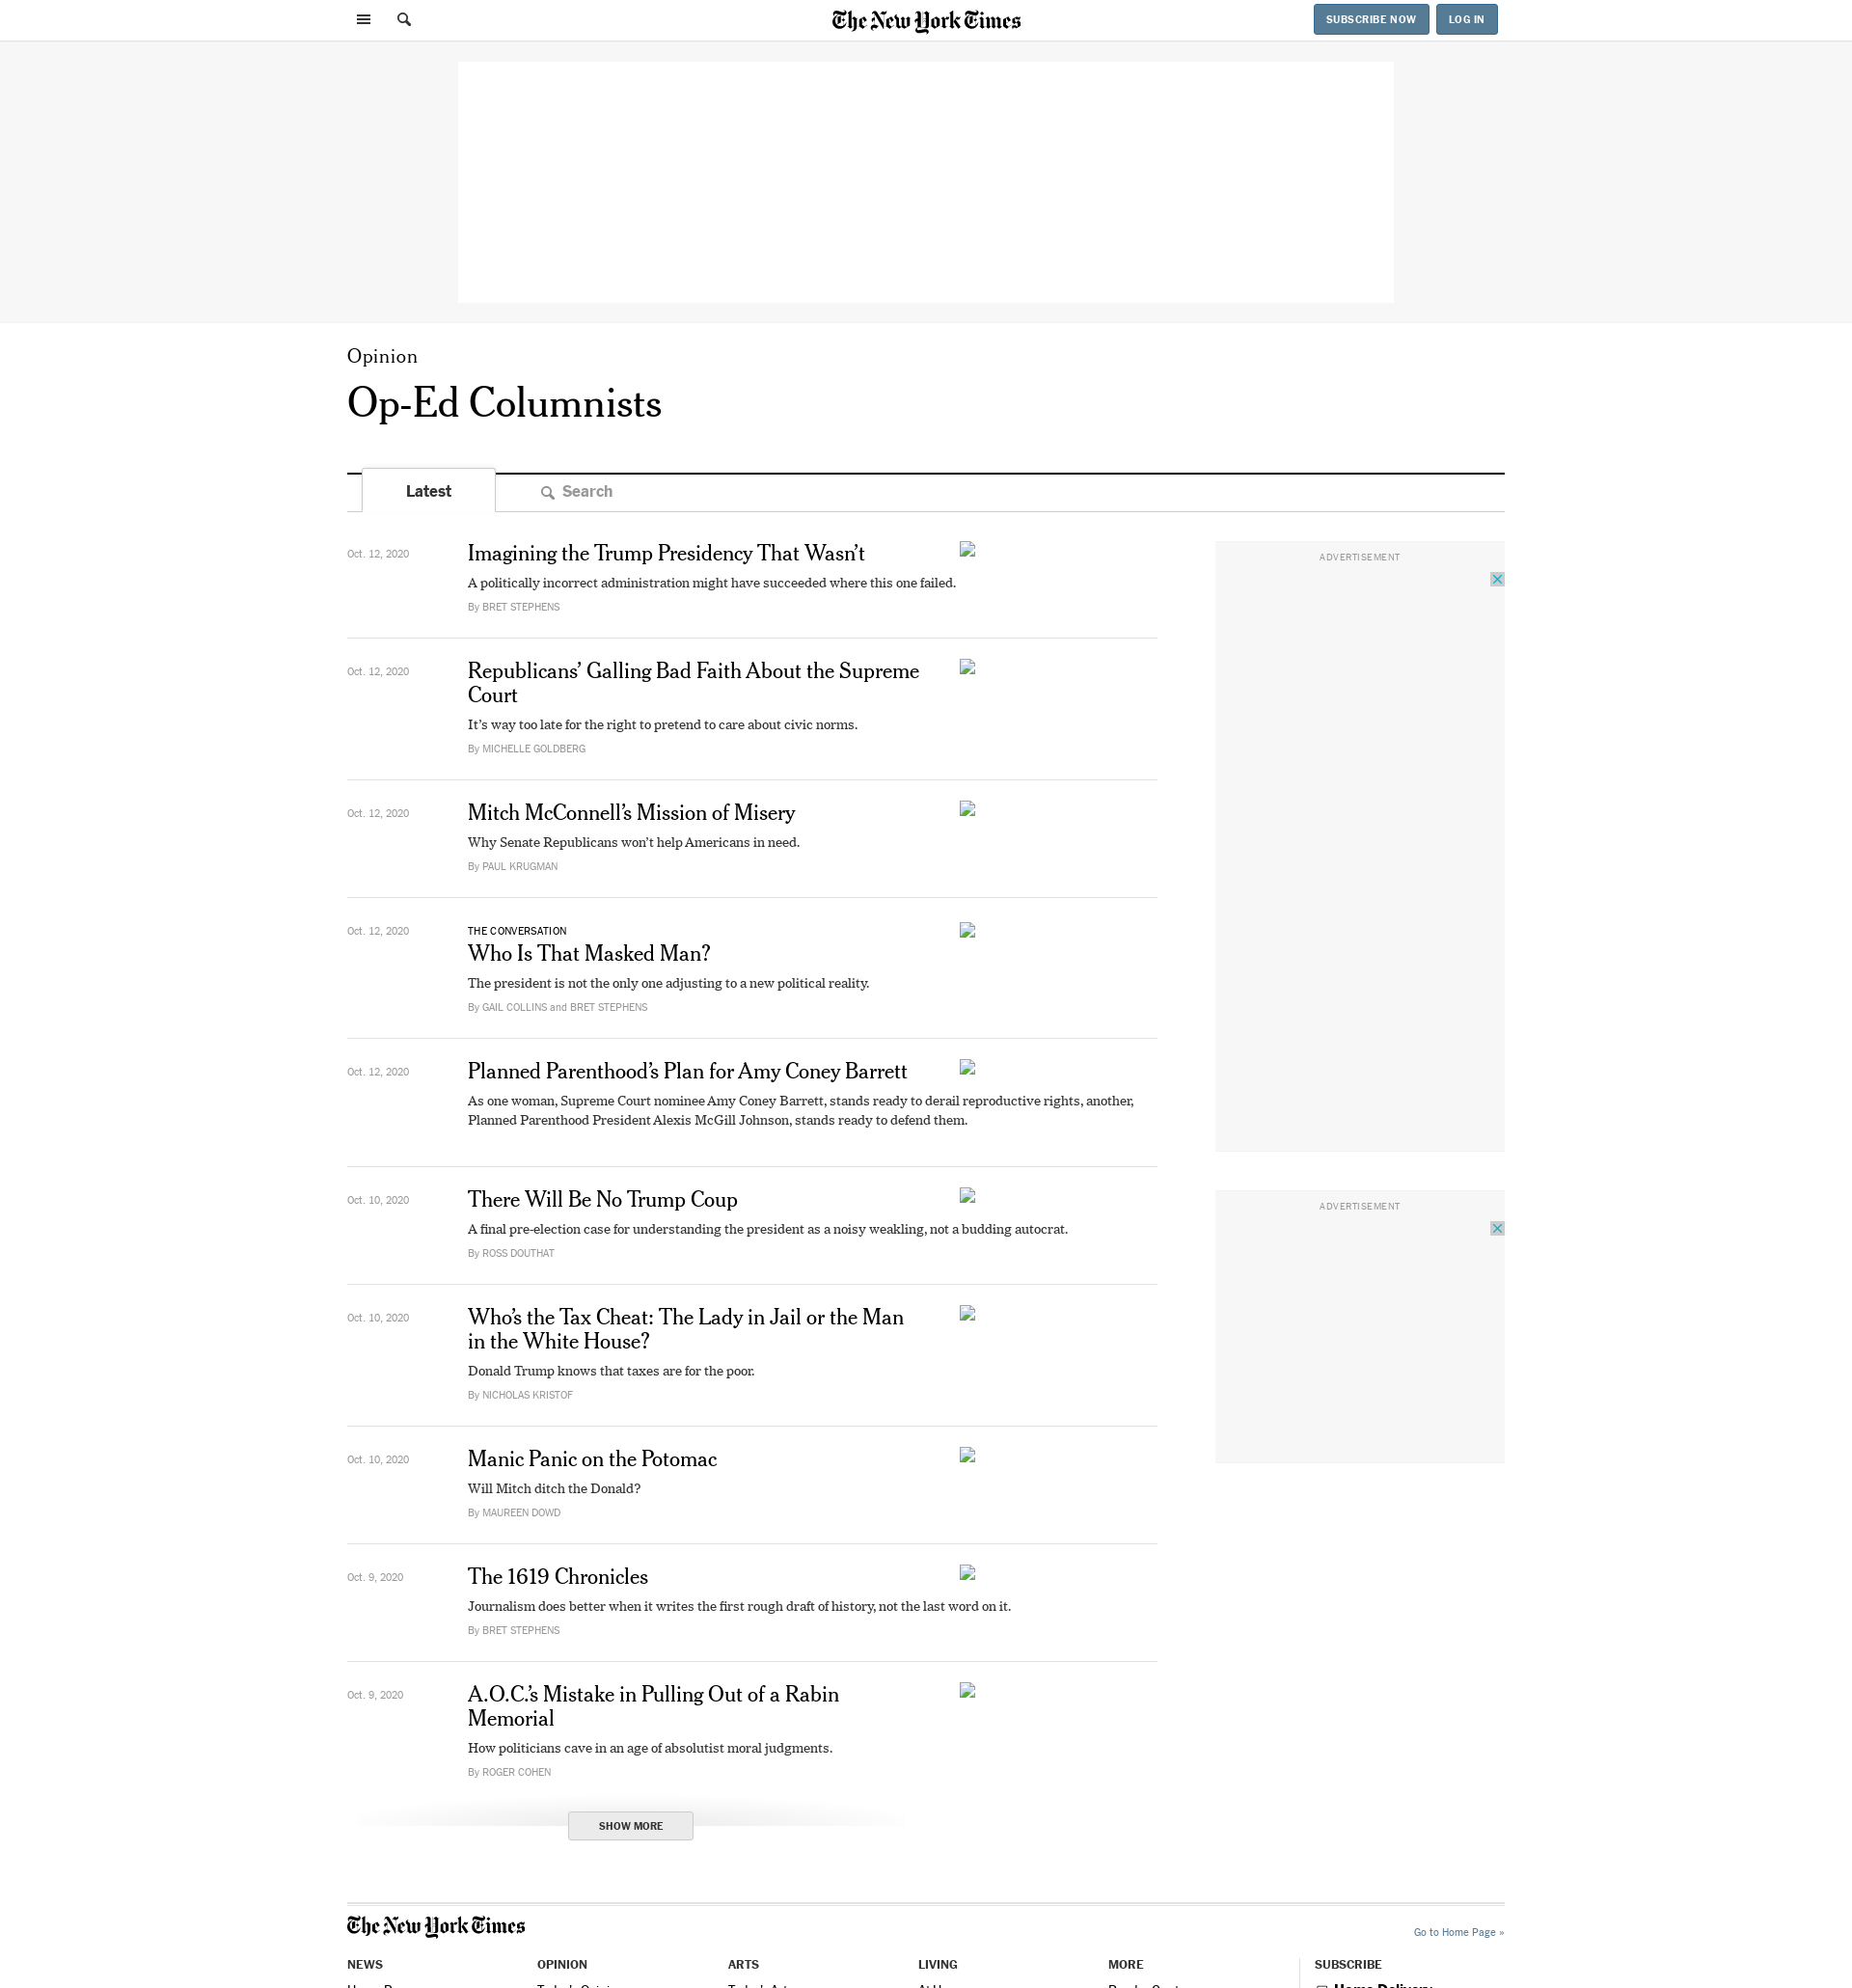 The New York Times
SUBSCRIBE NOW
LOG IN
Opinion
Op-Ed Columnists
Latest
Search
Oct. 12, 2020
Imagining the Trump Presidency That Wasn’t
A politically incorrect administration might have succeeded where this one failed.
By BRET STEPHENS
ADVERTISEMENT
Oct. 12, 2020
Republicans’ Galling Bad Faith About the Supreme
Court
It’s way too late for the right to pretend to care about civic norms.
By MICHELLE GOLDBERG
Oct. 12, 2020
Mitch McConnell’s Mission of Misery
Why Senate Republicans won’t help Americans in need.
By PAUL KRUGMAN
Oct. 12, 2020
THE CONVERSATION
Who Is That Masked Man?
The president is not the only one adjusting to a new political reality.
By GAIL COLLINS and BRET STEPHENS
Oct. 12, 2020
Planned Parenthood’s Plan for Amy Coney Barrett
As one woman, Supreme Court nominee Amy Coney Barrett, stands ready to derail reproductive rights, another,
Planned Parenthood President Alexis McGill Johnson, stands ready to defend them.
Oct. 10, 2020
There Will Be No Trump Coup
A final pre-election case for understanding the president as a noisy weakling, not a budding autocrat.
By ROSS DOUTHAT
ADVERTISEMENT
Oct. 10, 2020
Who’s the Tax Cheat: The Lady in Jail or the Man
in the White House?
Donald Trump knows that taxes are for the poor.
By NICHOLAS KRISTOF
Oct. 10, 2020
Manic Panic on the Potomac
Will Mitch ditch the Donald?
By MAUREEN DOWD
Oct. 9, 2020
The 1619 Chronicles
Journalism does better when it writes the first rough draft of history, not the last word on it.
By BRET STEPHENS
Oct. 9, 2020
A.O.C.’s Mistake in Pulling Out of a Rabin
Memorial
How politicians cave in an age of absolutist moral judgments.
By ROGER COHEN
SHOW MORE
The New York Times
Go to Home Page »
NEWS
OPINION
ARTS
LIVING
MORE
SUBSCRIBE